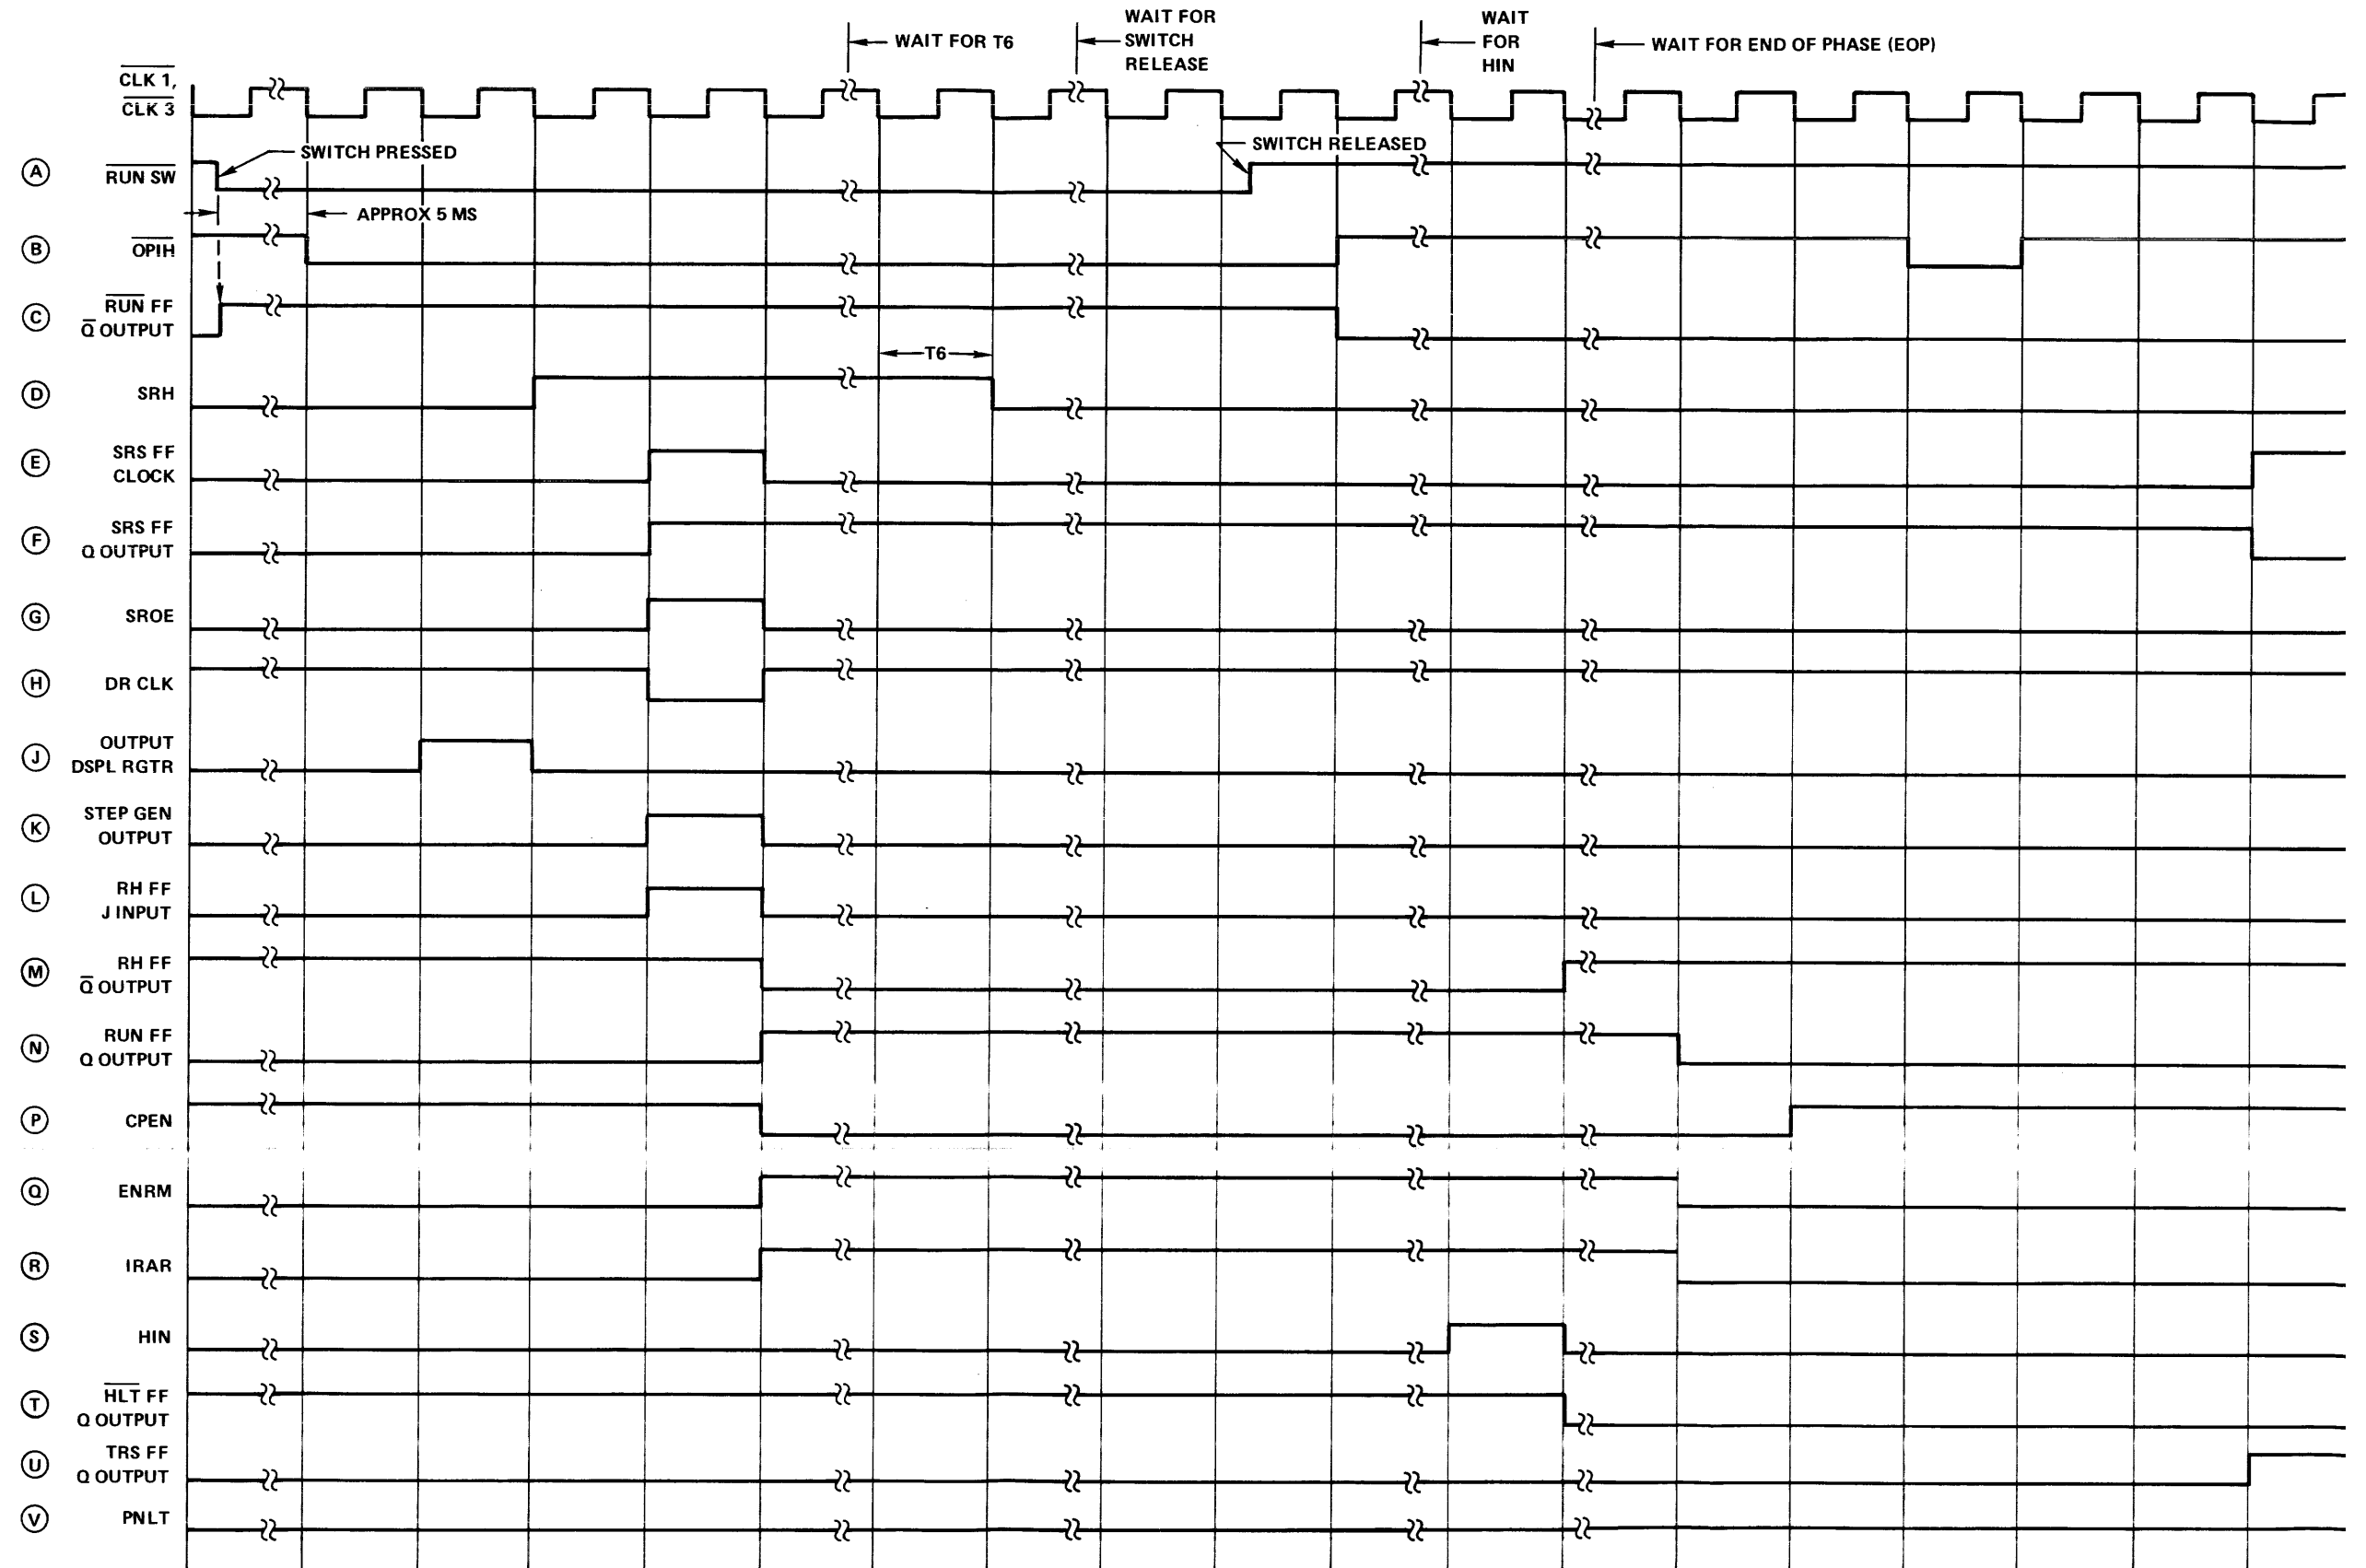 WAIT FOR T6
WAIT FOR
SWITCH
RELEASE
WAIT
FOR
HIN
WAIT FOR END OF PHASE (EOP)
CLK 1,
CLK 3
SWITCH PRESSED
SWITCH RELEASED
A RUN SW
APPROX 5 MS
B OPIH
C RUN FF
Q OUTPUT
T6
D SRH
E SRS FF
CLOCK
F SRS FF
Q OUTPUT
G SROE
H DR CLK
J OUTPUT
DSPL RGTR
K STEP GEN
OUTPUT
L RH FF
J INPUT
M RH FF
Q OUTPUT
N RUN FF
Q OUTPUT
P CPEN
Q ENRM
R IRAR
S HIN
T HLT FF
Q OUTPUT
U TRS FF
Q OUTPUT
V PNLT